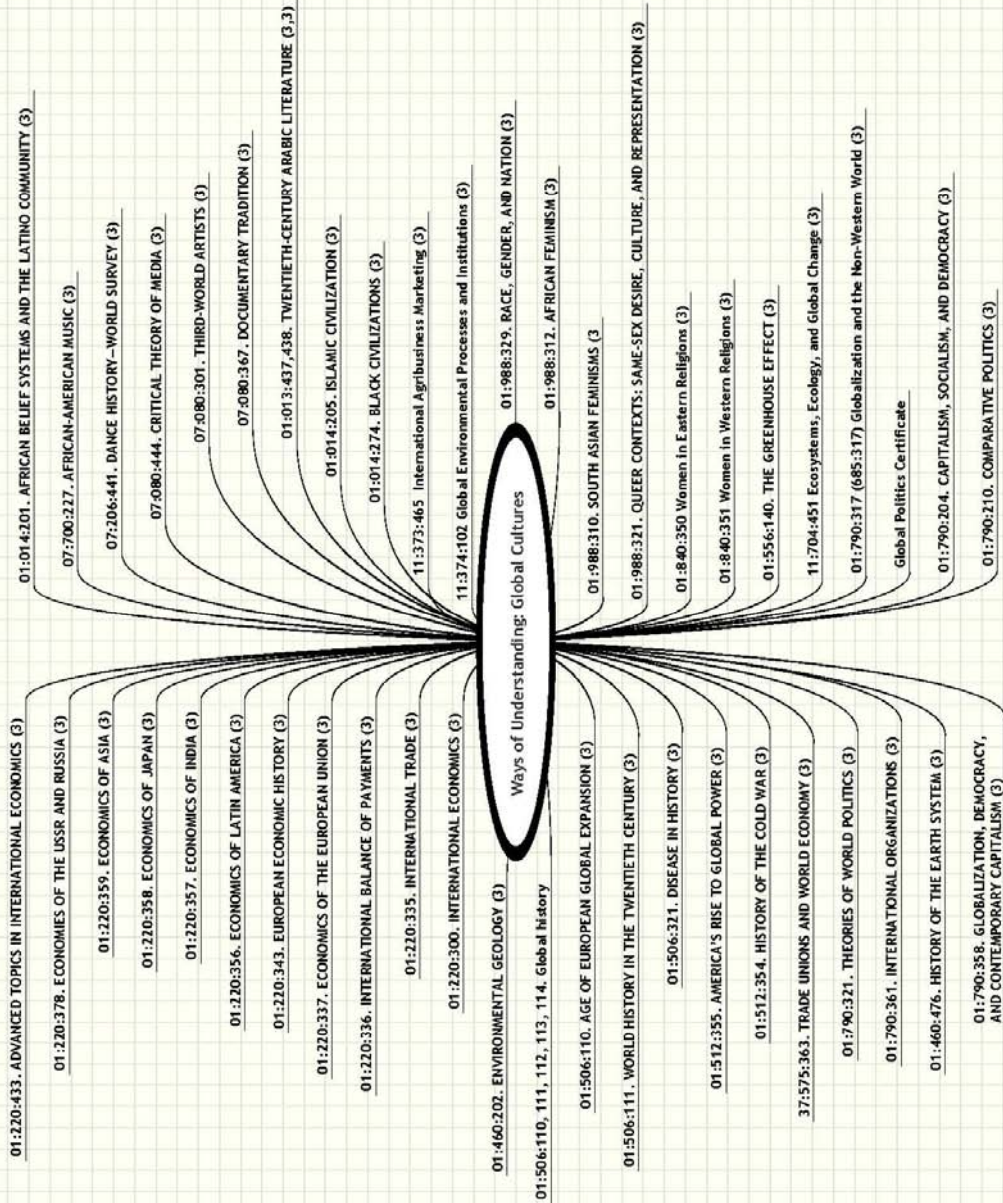 01:220:433. ADVANCED TOPICS IN INTERNATIONAL ECONOMICS (3)
01:220:378. ECONOMIES OF THE USSR AND RUSSIA (3)
01:220:359. ECONOMICS OF ASIA (3)
01:220:358. ECONOMICS OF JAPAN (3)
01:220:357. ECONOMICS OF INDIA (3)
01:220:356. ECONOMICS OF LATIN AMERICA (3)
01:220:343. EUROPEAN ECONOMIC HISTORY (3)
01:220:337. ECONOMICS OF THE EUROPEAN UNION (3)
01:220:336. INTERNATIONAL BALANCE OF PAYMENTS (3)
01:220:335. INTERNATIONAL TRADE (3)
01:220:300. INTERNATIONAL ECONOMICS (3)
01:460:202. ENVIRONMENTAL GEOLOGY (3)
01:506:110, 111, 112, 113, 114. Global history
01:506:110. AGE OF EUROPEAN GLOBAL EXPANSION (3)
01:506:111. WORLD HISTORY IN THE TWENTIETH CENTURY (3)
01:506:321. DISEASE IN HISTORY (3)
01:512:355. AMERICA'S RISE TO GLOBAL POWER (3)
01:512:354. HISTORY OF THE COLD WAR (3)
37:575:363. TRADE UNIONS AND WORLD ECONOMY (3)
01:790:321. THEORIES OF WORLD POLITICS (3)
01:790:361. INTERNATIONAL ORGANIZATIONS (3)
01:460:476. HISTORY OF THE EARTH SYSTEM (3)
01:790:358. GLOBALIZATION, DEMOCRACY,
AND CONTEMPORARY CAPITALISM (3)
Ways of Understanding: Global Cultures
01:014:201. AFRICAN BELIEF SYSTEMS AND THE LATINO COMMUNITY (3)
07:700:227. AFRICAN-AMERICAN MUSIC (3)
07:206:441. DANCE HISTORY—WORLD SURVEY (3)
07:080:444. CRITICAL THEORY OF MEDIA (3)
07:080:301. THIRD-WORLD ARTISTS (3)
07:080:367. DOCUMENTARY TRADITION (3)
01:013:437,438. TWENTIETH-CENTURY ARABIC LITERATURE (3,3)
01:014:205. ISLAMIC CIVILIZATION (3)
01:014:274. BLACK CIVILIZATIONS (3)
11:373:465 International Agribusiness Marketing (3)
11:374:102 Global Environmental Processes and Institutions (3)
01:988:329. RACE, GENDER, AND NATION (3)
01:988:312. AFRICAN FEMINISM (3)
01:988:310. SOUTH ASIAN FEMINISMS (3
01:988:321. QUEER CONTEXTS: SAME-SEX DESIRE, CULTURE, AND REPRESENTATION (3)
01:840:350 Women in Eastern Religions (3)
01:840:351 Women in Western Religions (3)
01:556:140. THE GREENHOUSE EFFECT (3)
11:704:451 Ecosystems, Ecology, and Global Change (3)
01:790:317 (685:317) Globalization and the Non-Western World (3)
Global Politics Certificate
01:790:204. CAPITALISM, SOCIALISM, AND DEMOCRACY (3)
01:790:210. COMPARATIVE POLITICS (3)